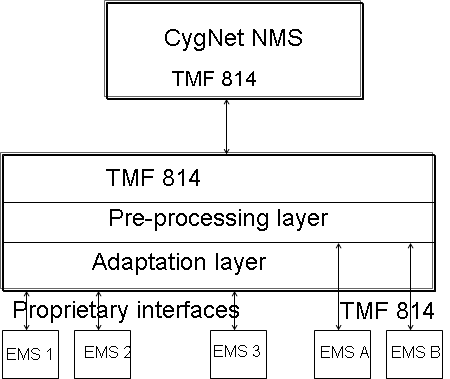 CygNet NMS
TMF 814
TMF 814
Pre-processing layer
Adaptation layer
Proprietary interfaces TMF 814
EMS 1 EMS 2 EMS 3 EMS A EMS B